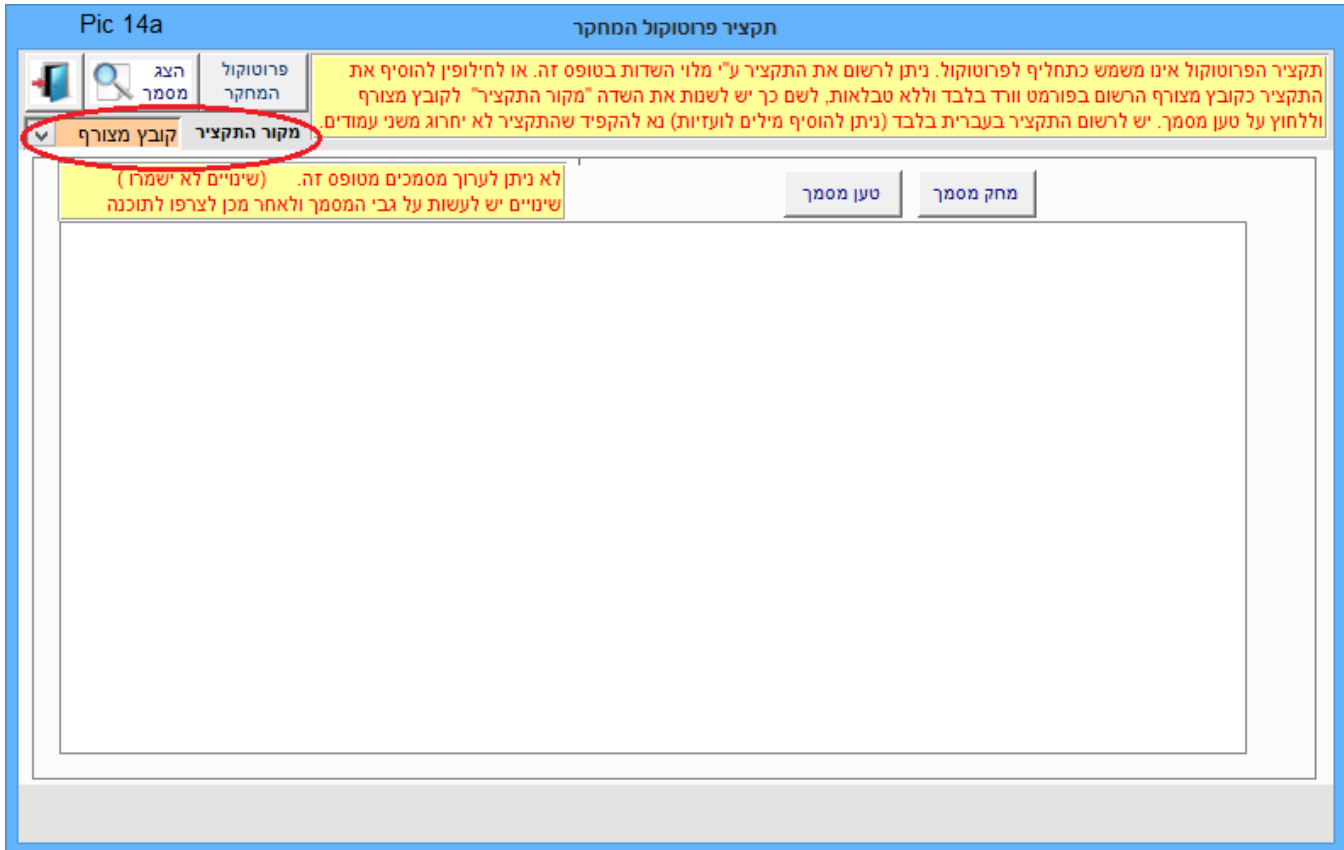 Pic 14a
תקציר פרוטוקול המחקר
תקציר הפרוטוקול אינו משמש כתחליף לפרוטוקול. ניתן לרשום את התקציר ע"י מלוי השדות בטופס זה. או לחילופין להוסיף את
התקציר כקובץ מצורף הרשום בפורמט וורד בלבד וללא טבלאות, לשם כך יש לשנות את השדה "מקור התקציר" לקובץ מצורף
וללחוץ על טען מסמך. יש לרשום התקציר בעברית בלבד (ניתן להוסיף מילים לועזיות) נא להקפיד שהתקציר לא יחרוג משני עמודים.
פרוטוקול
המחקר
הצג
מסמך
מקור התקציר קובץ מצורף
מחק מסמך
טען מסמך
לא ניתן לערוך מסמכים מטופס זה. (שינויים לא ישמרו )
שינויים יש לעשות על גבי המסמך ולאחר מכן לצרפו לתוכנה